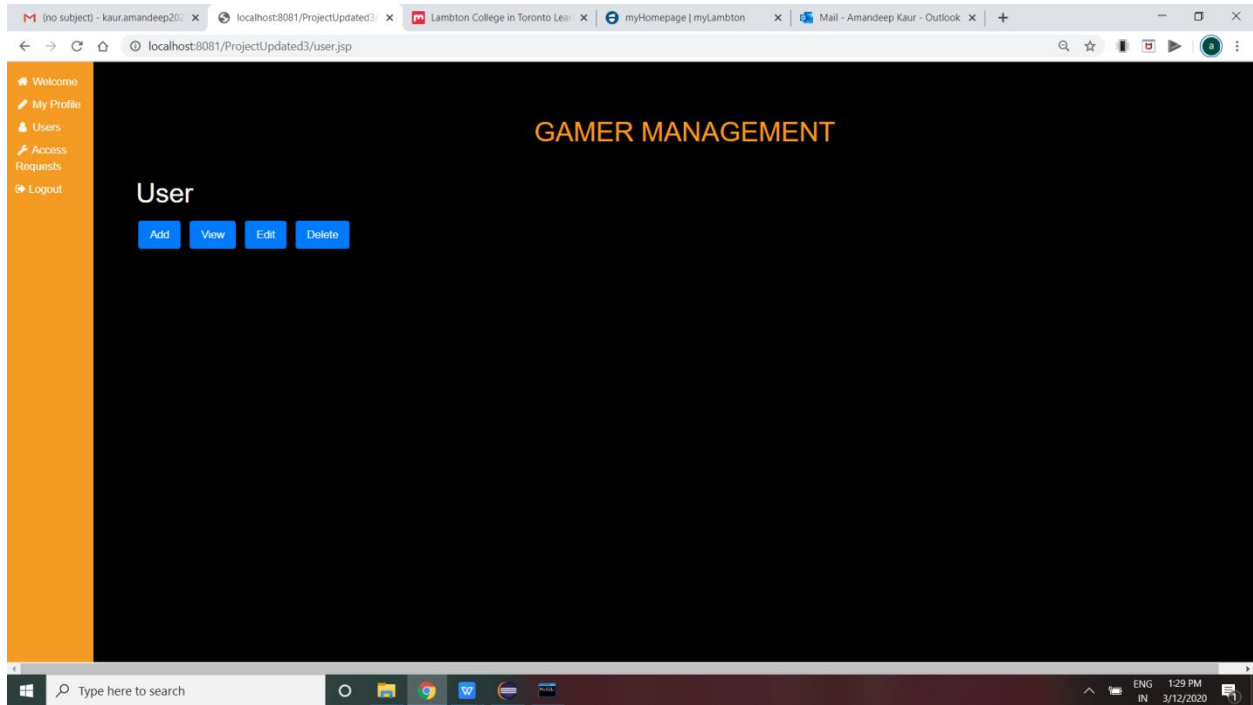 (no subject) - kaur.amandeep202
localhost:8081/ProjectUpdated3/
Lambton College in Toronto Lear
myHomepage | myLambton
Mail - Amandeep Kaur - Outlook
localhost:8081/ProjectUpdated3/user.jsp
a
Welcome
My Profile
Users
Access
Requests
Logout
GAMER MANAGEMENT
User
Add View Edit Delete
Type here to search
ENG 1:29 PM
IN 3/12/2020
1